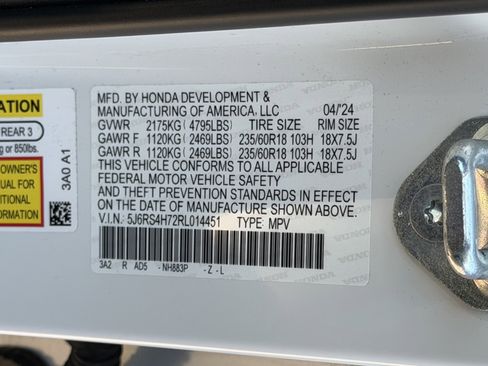 MFD. BY HONDA DEVELOPMENT &
MANUFACTURING OF AMERICA, LLC 04/'24
GVWR 2175KG(4795LBS) TIRE SIZE RIM SIZE
GAWR F 1120KG(2469LBS) 235/60R18 103H 18X7.5J
GAWR R 1120KG(2469LBS) 235/60R18 103H 18X7.5J
THIS VEHICLE CONFORMS TO ALL APPLICABLE
FEDERAL MOTOR VEHICLE SAFETY
AND THEFT PREVENTION STANDARDS IN EFFECT
ON THE DATE OF MANUFACTURE SHOWN ABOVE.
V.I.N.: 5J6RS4H72RL014451 TYPE: MPV
3A2 R AD5 -NH883P -Z-L
ATION
REAR 3
g or 850lbs.
OWNER'S
UAL FOR
ITIONAL
FORMATION
3A0 A1